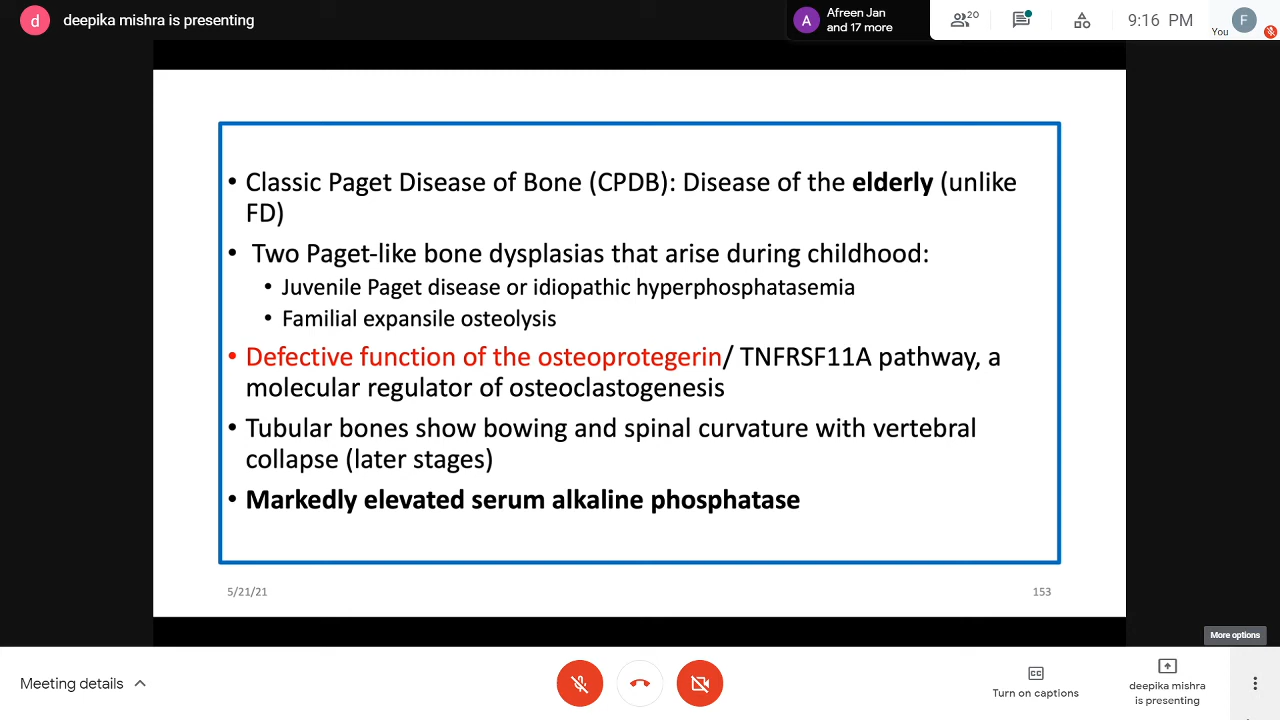 d deepika mishra is presenting
A Afreen Jan
and 17 more
20
9:16 PM
You
F
• Classic Paget Disease of Bone (CPDB): Disease of the elderly (unlike
FD)
• Two Paget-like bone dysplasias that arise during childhood:
• Juvenile Paget disease or idiopathic hyperphosphatasemia
• Familial expansile osteolysis
• Defective function of the osteoprotegerin/ TNFRSF11A pathway, a
molecular regulator of osteoclastogenesis
• Tubular bones show bowing and spinal curvature with vertebral
collapse (later stages)
• Markedly elevated serum alkaline phosphatase
5/21/21
153
More options
Meeting details
CC
Turn on captions
deepika mishra
is presenting